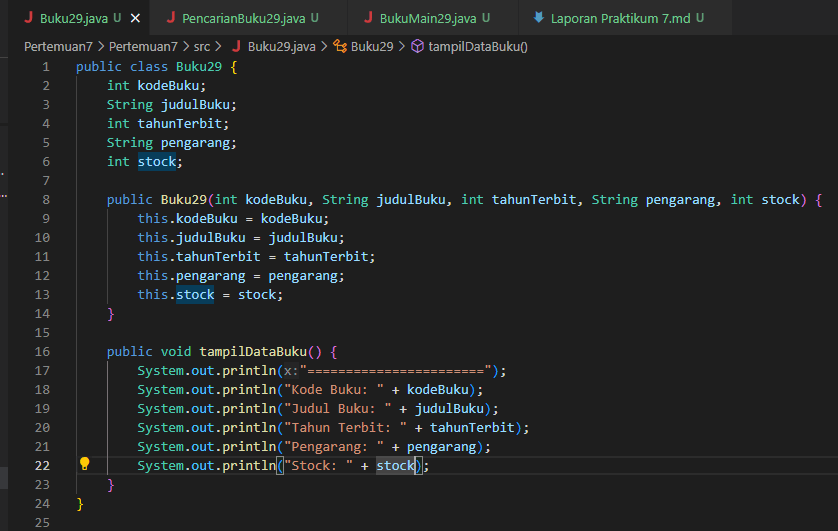 Buku29.java U
PencarianBuku29.java U
BukuMain29.java U
Laporan Praktikum 7.md U
Pertemuan7 > Pertemuan7 > src > Buku29.java > Buku29 > tampilDataBuku()
1 public class Buku29 {
2 int kodeBuku;
3 String judulBuku;
4 int tahunTerbit;
5 String pengarang;
6 int stock;
7
8 public Buku29(int kodeBuku, String judulBuku, int tahunTerbit, String pengarang, int stock) {
9 this.kodeBuku = kodeBuku;
10 this.judulBuku = judulBuku;
11 this.tahunTerbit = tahunTerbit;
12 this.pengarang = pengarang;
13 this.stock = stock;
14 }
15
16 public void tampilDataBuku() {
17 System.out.println(x:"=======================");
18 System.out.println("Kode Buku: " + kodeBuku);
19 System.out.println("Judul Buku: " + judulBuku);
20 System.out.println("Tahun Terbit: " + tahunTerbit);
21 System.out.println("Pengarang: " + pengarang);
22 System.out.println("Stock: " + stock);
23 }
24 }
25